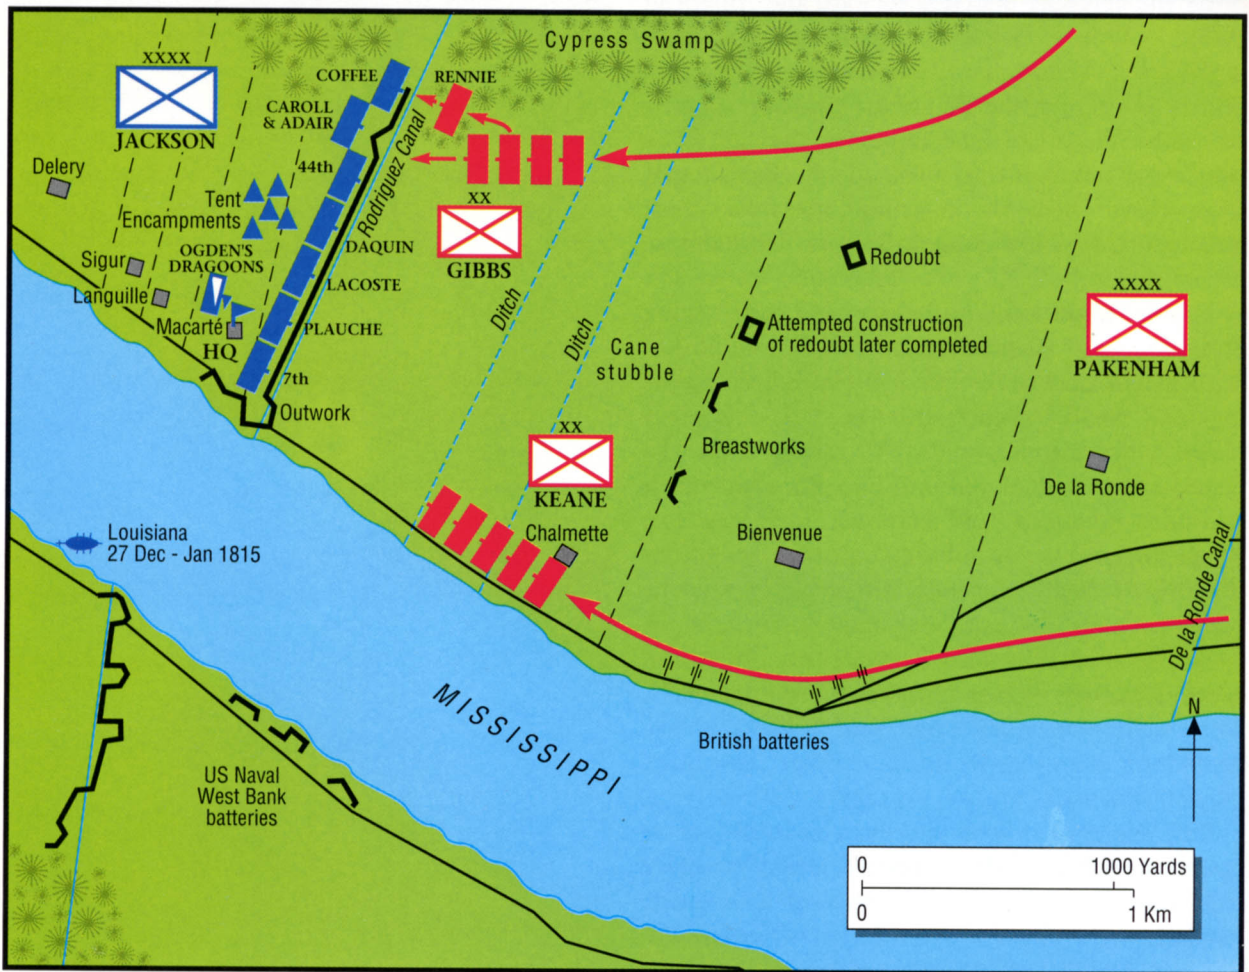 Cypress Swamp
XXXX
JACKSON
COFFEE
RENNIE
CAROLL
& ADAIR
Rodriguez Canal
44th
Delery
Tent
Encampments
XX
GIBBS
OGDEN'S
DRAGOONS
DAQUIN
Sigur
Languille
LACOSTE
Macarté
HQ
PLAUCHE
7th
Outwork
Ditch
Ditch
Cane
stubble
Redoubt
Attempted construction
of redoubt later completed
XXXX
PAKENHAM
Breastworks
XX
KEANE
Chalmette
Bienvenue
De la Ronde
De la Ronde Canal
Louisiana
27 Dec - Jan 1815
MISSISSIPPI
British batteries
US Naval
West Bank
batteries
N
0 1000 Yards
0 1 Km